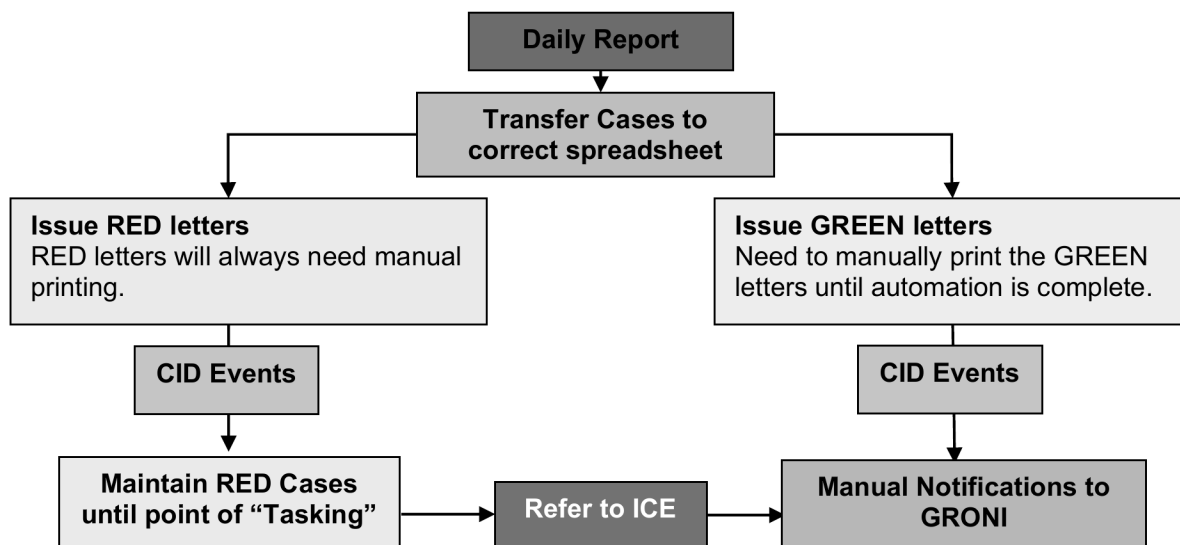 Daily Report
Transfer Cases to
correct spreadsheet
Issue RED letters
RED letters will always need manual
printing.
Issue GREEN letters
Need to manually print the GREEN
letters until automation is complete.
CID Events
CID Events
Maintain RED Cases
until point of “Tasking”
Refer to ICE
Manual Notifications to
GRONI